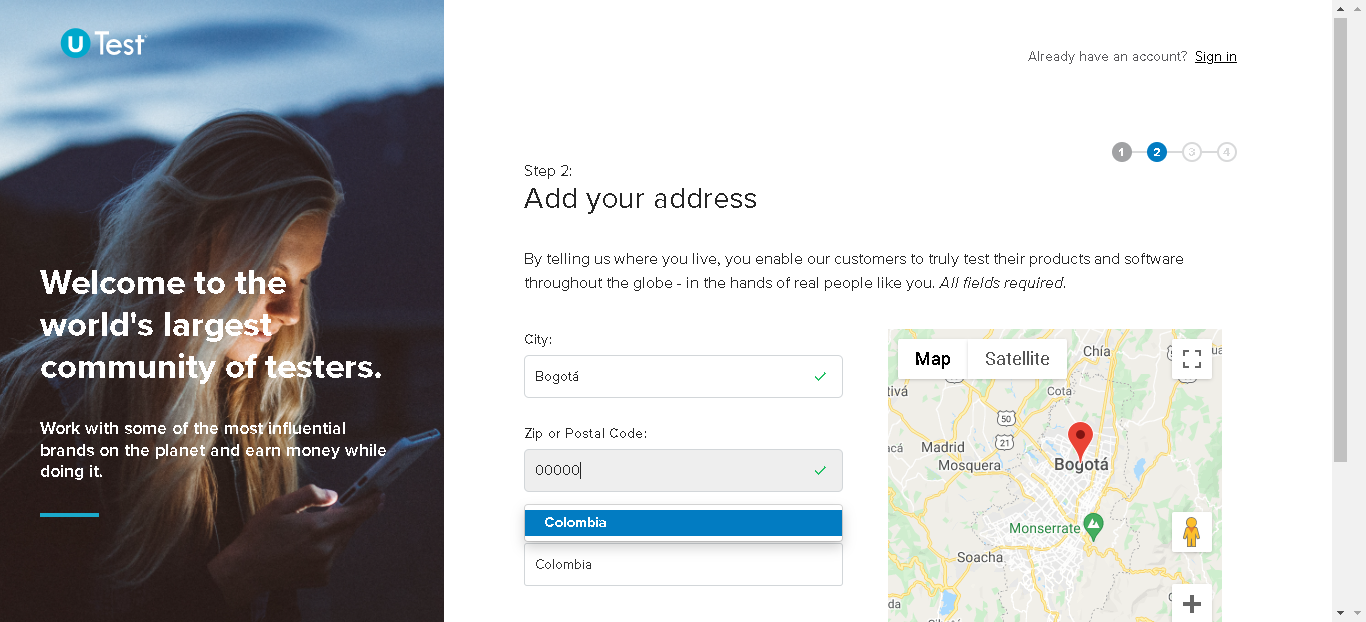 U Test
Already have an account? Sign in
1 2 3 4
Step 2:
Add your address
By telling us where you live, you enable our customers to truly test their products and software
throughout the globe - in the hands of real people like you. All fields required.
Welcome to the
world's largest
community of testers.
Work with some of the most influential
brands on the planet and earn money while
doing it.
City:
Bogotá
Zip or Postal Code:
00000
Colombia
Colombia
Map Satellite
Chía
Cota
50
21
Madrid
Mosquera
Bogotá
Monserrate
Soacha